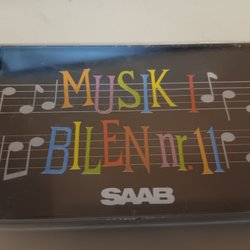 MUSIK I
BILEN nr. 11
SAAB